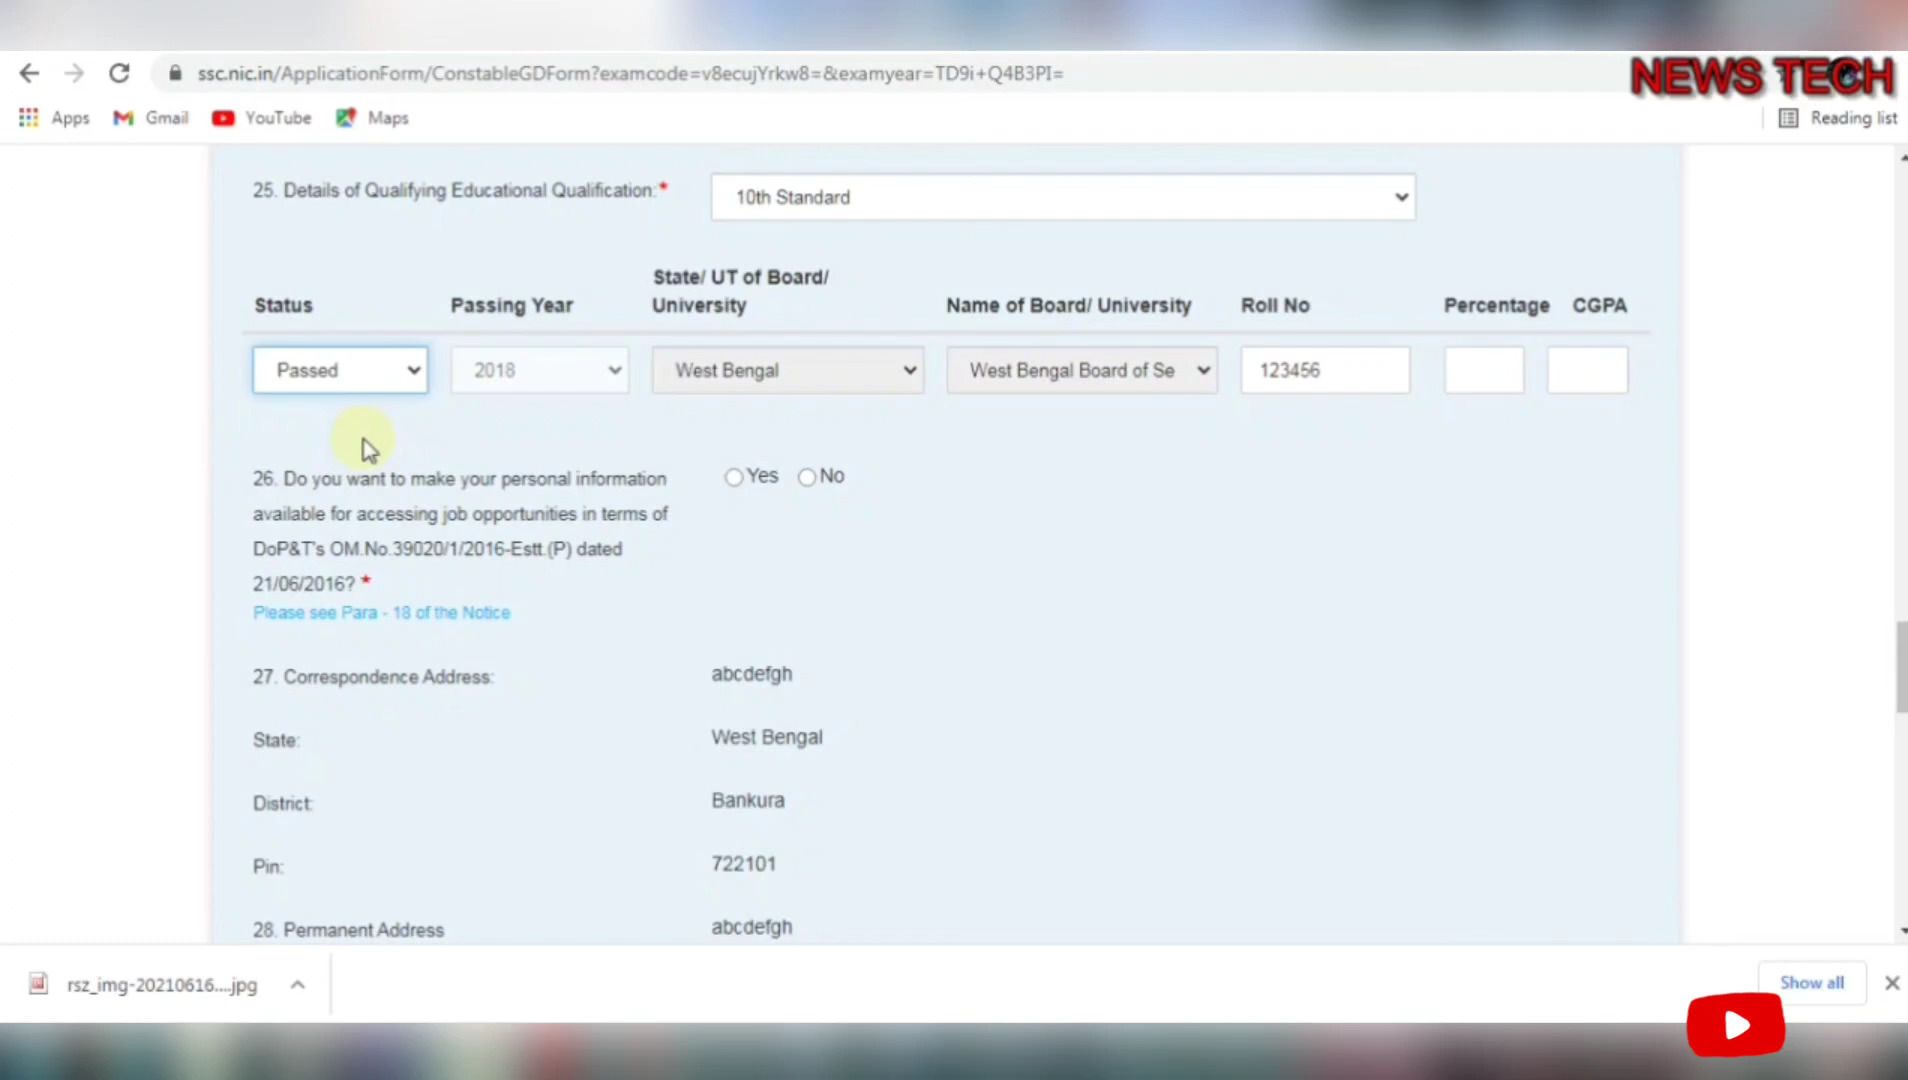 ssc.nic.in/ApplicationForm/ConstableGDForm?examcode=v8ecujYrkw8=&examyear=TD9i+Q4B3PI=
NEWS TECH
Apps
Gmail
YouTube
Maps
Reading list
25. Details of Qualifying Educational Qualification:*
10th Standard
Status
Passing Year
State/ UT of Board/
University
Name of Board/ University
Roll No
Percentage
CGPA
Passed
2018
West Bengal
West Bengal Board of Se
123456
26. Do you want to make your personal information
available for accessing job opportunities in terms of
DoP&T's OM.No.39020/1/2016-Estt.(P) dated
21/06/2016? *
Yes
No
Please see Para - 18 of the Notice
27. Correspondence Address:
abcdefgh
State:
West Bengal
District:
Bankura
Pin:
722101
28. Permanent Address
abcdefgh
rsz_img-20210616....jpg
Show all